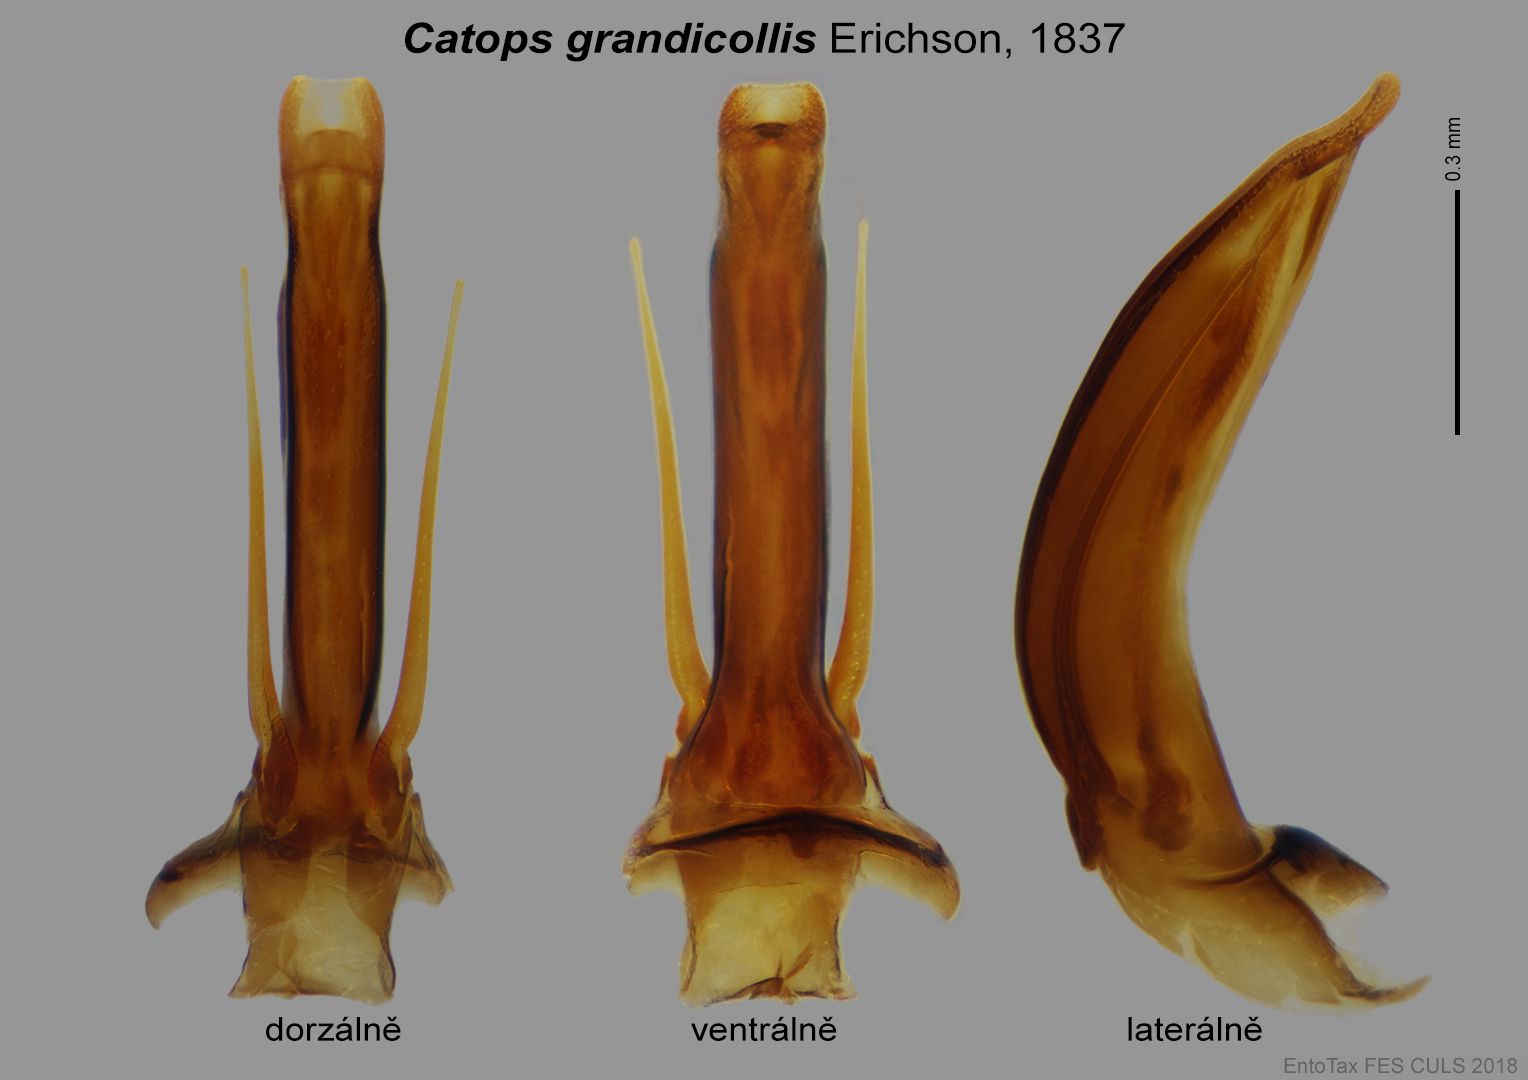 Catops grandicollis Erichson, 1837
0.3 mm
dorzálně
ventrálně
laterálně
EntoTax FES CULS 2018